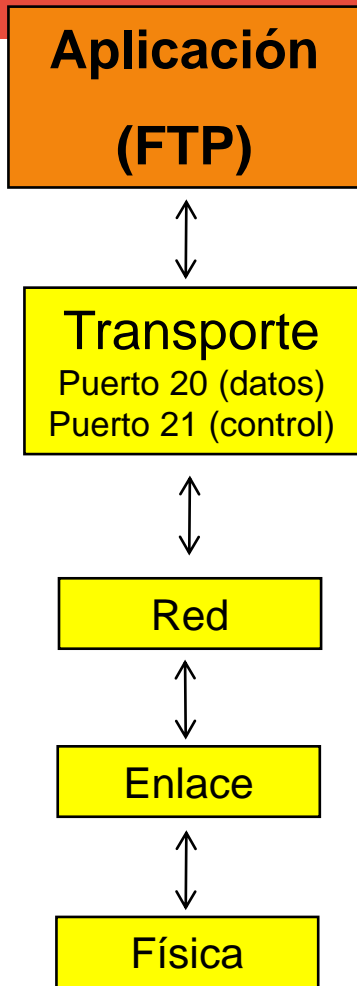 Aplicación
(FTP)
Transporte
Puerto 20 (datos)
Puerto 21 (control)
Red
Enlace
Física